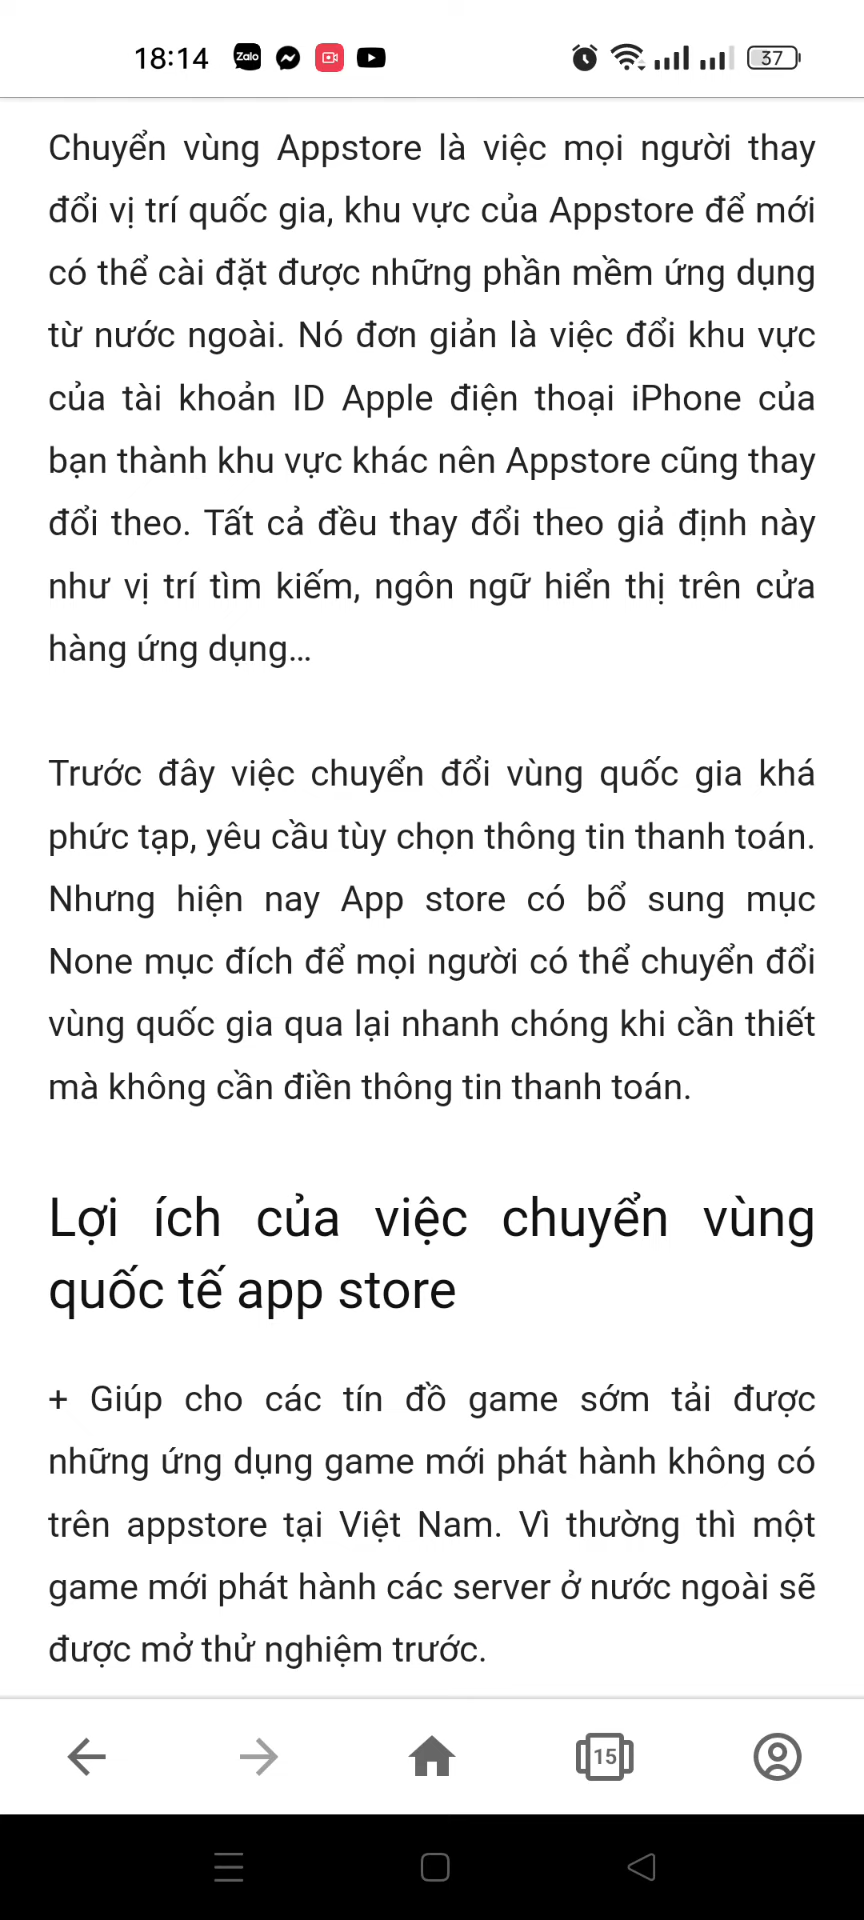 18:14 Zalo 37
Chuyển vùng Appstore là việc mọi người thay
đổi vị trí quốc gia, khu vực của Appstore để mới
có thể cài đặt được những phần mềm ứng dụng
từ nước ngoài. Nó đơn giản là việc đổi khu vực
của tài khoản ID Apple điện thoại iPhone của
bạn thành khu vực khác nên Appstore cũng thay
đổi theo. Tất cả đều thay đổi theo giả định này
như vị trí tìm kiếm, ngôn ngữ hiển thị trên cửa
hàng ứng dụng...
Trước đây việc chuyển đổi vùng quốc gia khá
phức tạp, yêu cầu tùy chọn thông tin thanh toán.
Nhưng hiện nay App store có bổ sung mục
None mục đích để mọi người có thể chuyển đổi
vùng quốc gia qua lại nhanh chóng khi cần thiết
mà không cần điền thông tin thanh toán.
Lợi ích của việc chuyển vùng
quốc tế app store
+ Giúp cho các tín đồ game sớm tải được
những ứng dụng game mới phát hành không có
trên appstore tại Việt Nam. Vì thường thì một
game mới phát hành các server ở nước ngoài sẽ
được mở thử nghiệm trước.
15